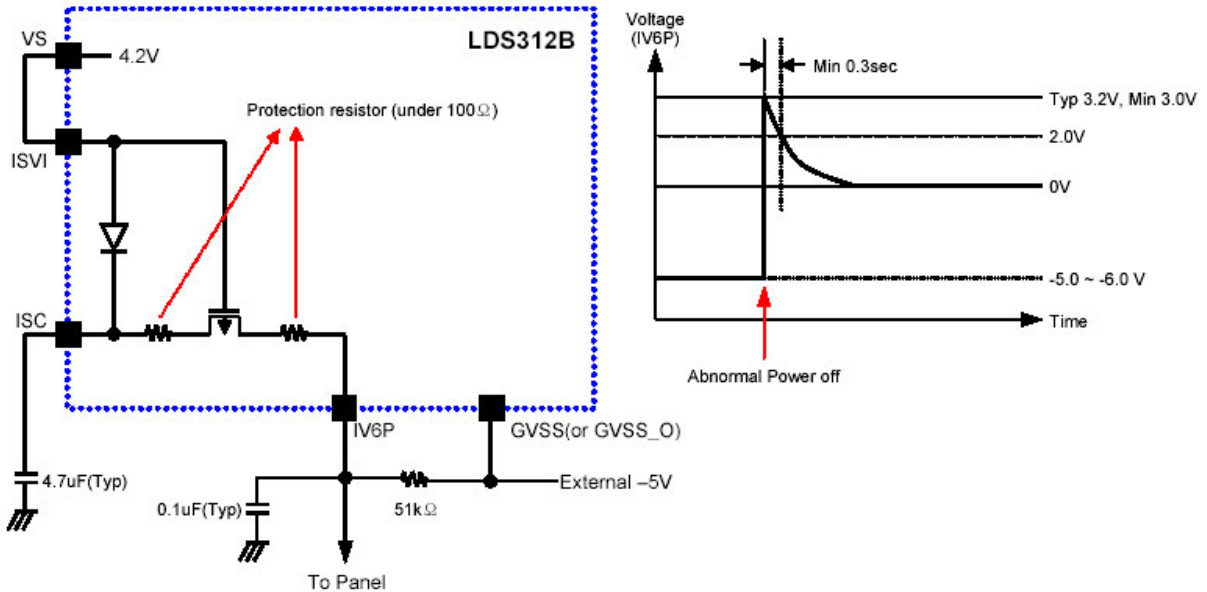 VS
4.2V
LDS312B
Protection resistor (under 100Ω)
ISVI
ISC
IV6P
GVSS(or GVSS_O)
4.7uF(Typ)
0.1uF(Typ)
51kΩ
External –5V
To Panel
Voltage
(IV6P)
Min 0.3sec
Typ 3.2V, Min 3.0V
2.0V
0V
-5.0 ~ -6.0 V
Time
Abnormal Power off